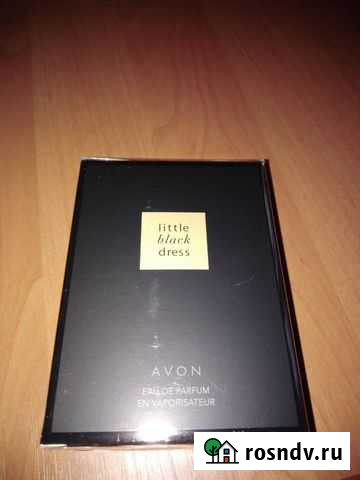 little
black
dress
AVON
EAU DE PARFUM
EN VAPORISATEUR
rosndv.ru